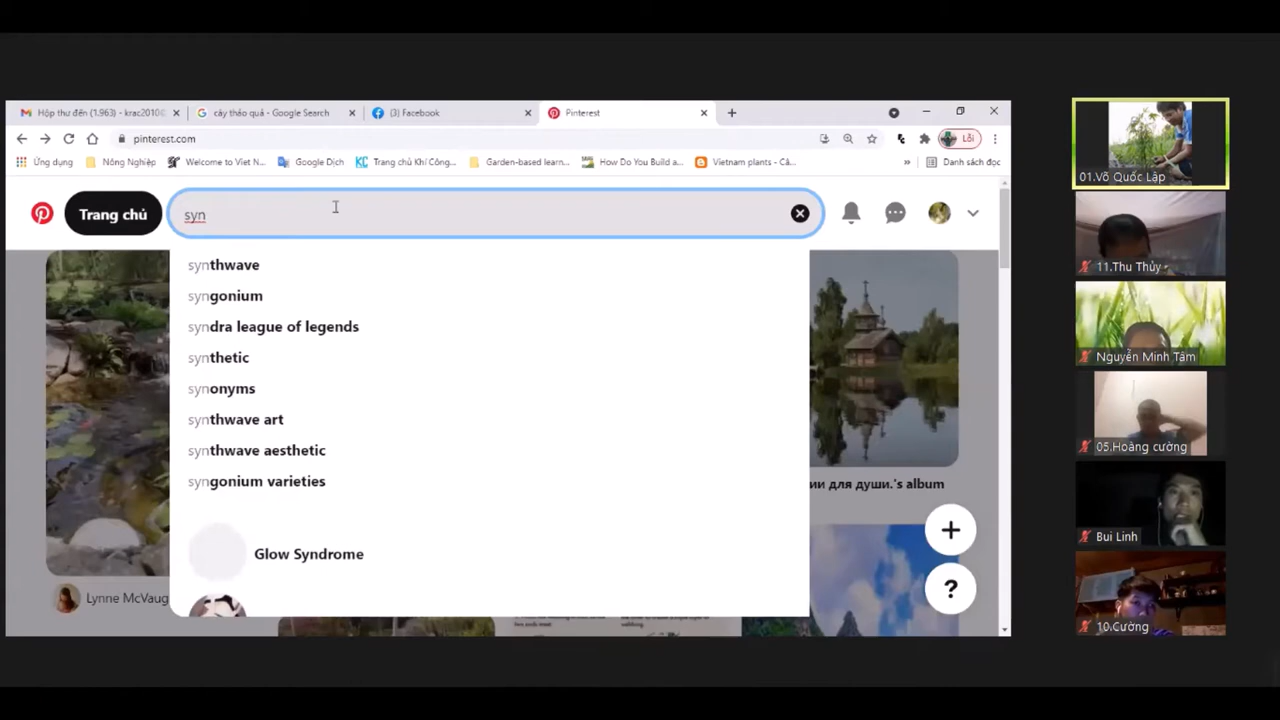 Hộp thư đến (1.963) - krac2010@
cây thảo quả - Google Search
(3) Facebook
Pinterest
pinterest.com
Lỗi
Ứng dụng
Nông Nghiệp
Welcome to Viet N...
Google Dịch
Trang chủ Khí Công...
Garden-based learn...
How Do You Build a...
Vietnam plants - Câ...
»
Danh sách đọc
Trang chủ
syn
synthwave
syngonium
syndra league of legends
synthetic
synonyms
synthwave art
synthwave aesthetic
syngonium varieties
Glow Syndrome
ии для души.'s album
Lynne McVaug
+
?
01.Võ Quốc Lập
11.Thu Thủy
Nguyễn Minh Tâm
05.Hoàng cường
Bui Linh
10.Cường